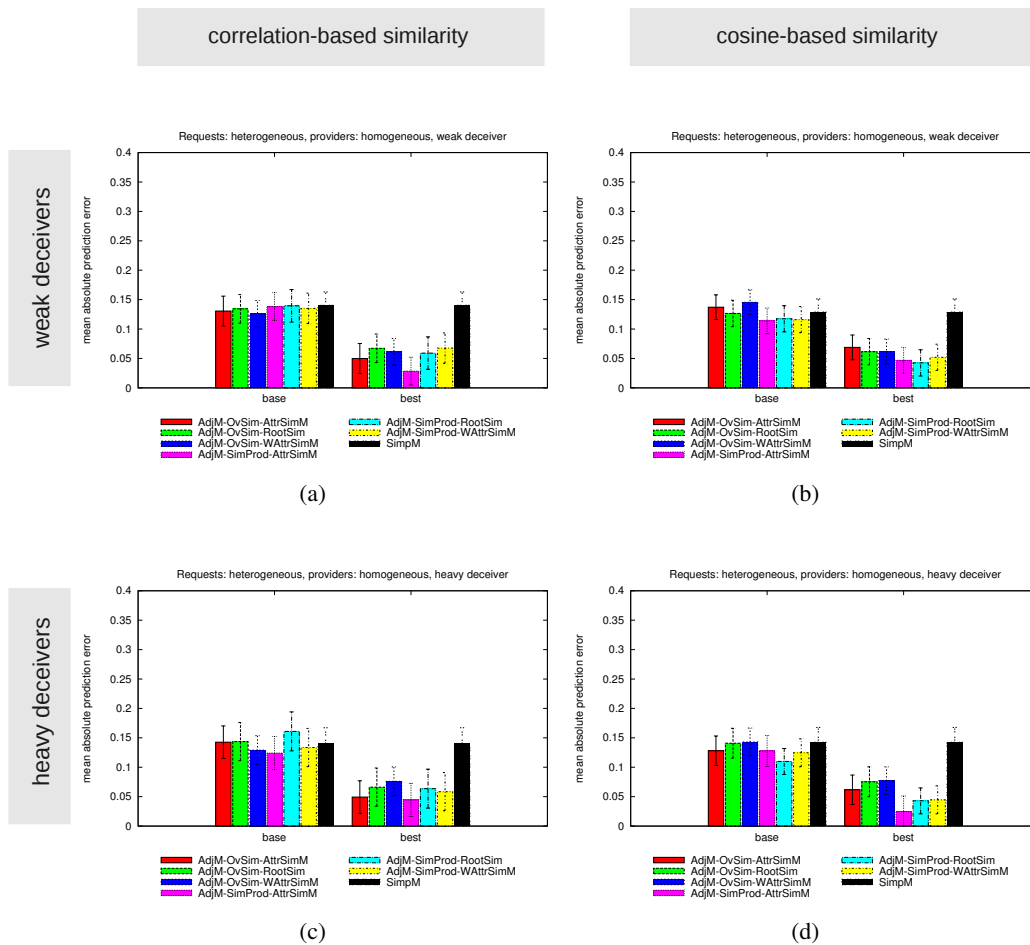 correlation-based similarity
cosine-based similarity
weak deceivers
Requests: heterogeneous, providers: homogeneous, weak deceiver
mean absolute prediction error
0.4
0.35
0.3
0.25
0.2
0.15
0.1
0.05
0
base best
AdjM-OvSim-AttrSimM
AdjM-OvSim-RootSim
AdjM-OvSim-WAttrSimM
AdjM-SimProd-AttrSimM
AdjM-SimProd-RootSim
AdjM-SimProd-WAttrSimM
SimpM
(a)
Requests: heterogeneous, providers: homogeneous, weak deceiver
mean absolute prediction error
0.4
0.35
0.3
0.25
0.2
0.15
0.1
0.05
0
base best
AdjM-OvSim-AttrSimM
AdjM-OvSim-RootSim
AdjM-OvSim-WAttrSimM
AdjM-SimProd-AttrSimM
AdjM-SimProd-RootSim
AdjM-SimProd-WAttrSimM
SimpM
(b)
heavy deceivers
Requests: heterogeneous, providers: homogeneous, heavy deceiver
mean absolute prediction error
0.4
0.35
0.3
0.25
0.2
0.15
0.1
0.05
0
base best
AdjM-OvSim-AttrSimM
AdjM-OvSim-RootSim
AdjM-OvSim-WAttrSimM
AdjM-SimProd-AttrSimM
AdjM-SimProd-RootSim
AdjM-SimProd-WAttrSimM
SimpM
(c)
Requests: heterogeneous, providers: homogeneous, heavy deceiver
mean absolute prediction error
0.4
0.35
0.3
0.25
0.2
0.15
0.1
0.05
0
base best
AdjM-OvSim-AttrSimM
AdjM-OvSim-RootSim
AdjM-OvSim-WAttrSimM
AdjM-SimProd-AttrSimM
AdjM-SimProd-RootSim
AdjM-SimProd-WAttrSimM
SimpM
(d)